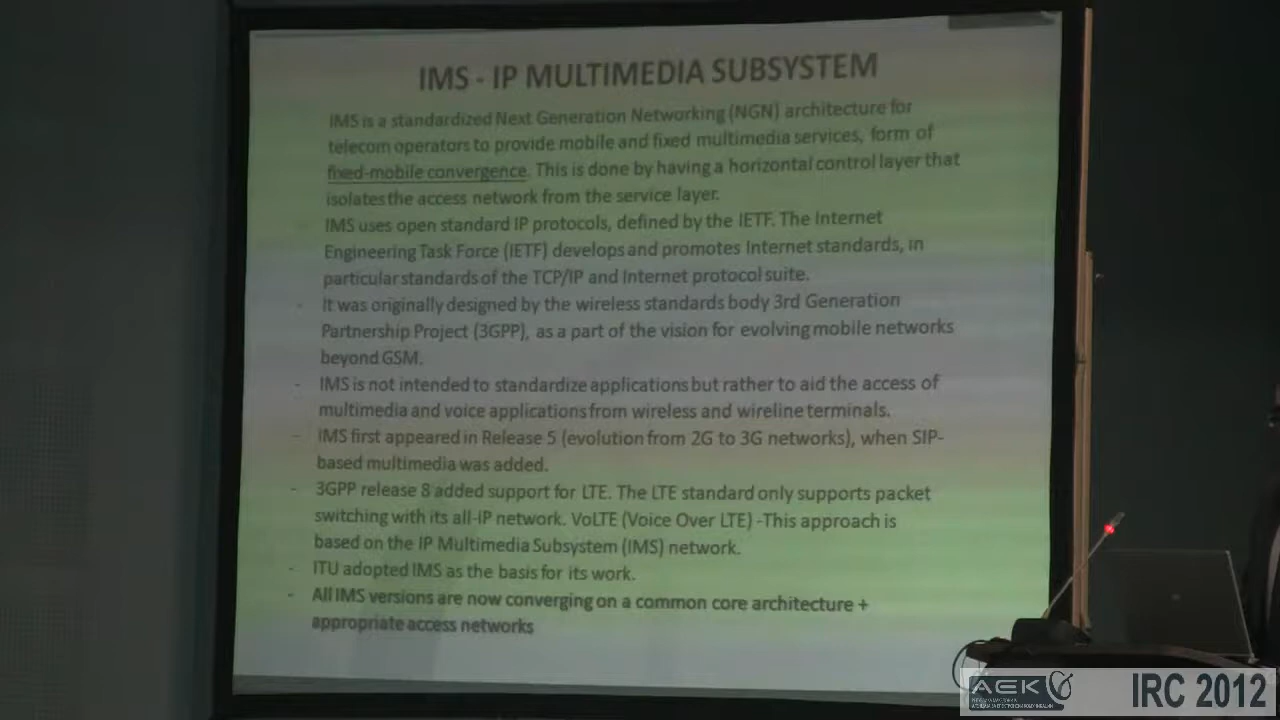 IMS - IP MULTIMEDIA SUBSYSTEM
IMS is a standardized Next Generation Networking (NGN) architecture for
telecom operators to provide mobile and fixed multimedia services, form of
fixed-mobile convergence. This is done by having a horizontal control layer that
isolates the access network from the service layer.
- IMS uses open standard IP protocols, defined by the IETF. The Internet
Engineering Task Force (IETF) develops and promotes Internet standards, in
particular standards of the TCP/IP and Internet protocol suite.
- It was originally designed by the wireless standards body 3rd Generation
Partnership Project (3GPP), as a part of the vision for evolving mobile networks
beyond GSM.
- IMS is not intended to standardize applications but rather to aid the access of
multimedia and voice applications from wireless and wireline terminals.
- IMS first appeared in Release 5 (evolution from 2G to 3G networks), when SIP-
based multimedia was added.
- 3GPP release 8 added support for LTE. The LTE standard only supports packet
switching with its all-IP network. VoLTE (Voice Over LTE) -This approach is
based on the IP Multimedia Subsystem (IMS) network.
- ITU adopted IMS as the basis for its work.
- All IMS versions are now converging on a common core architecture +
appropriate access networks
АЕК
IRC 2012